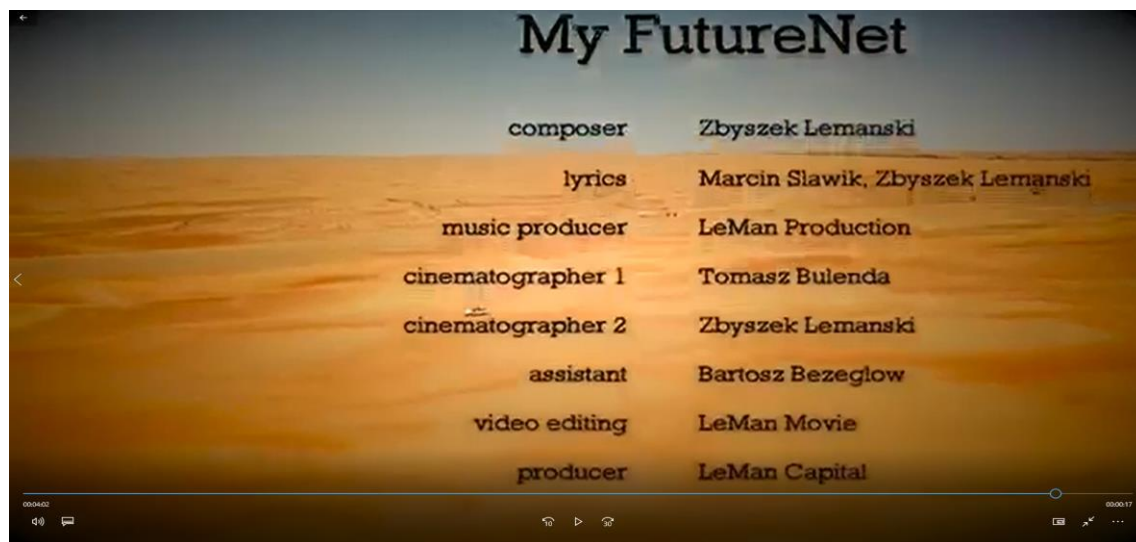 My FutureNet
composer Zbyszek Lemanski
lyrics Marcin Slawik, Zbyszek Lemanski
music producer LeMan Production
cinematographer 1 Tomasz Bulenda
cinematographer 2 Zbyszek Lemanski
assistant Bartosz Bezeglow
video editing LeMan Movie
producer LeMan Capital
00:04:02 00:00:17
10 30